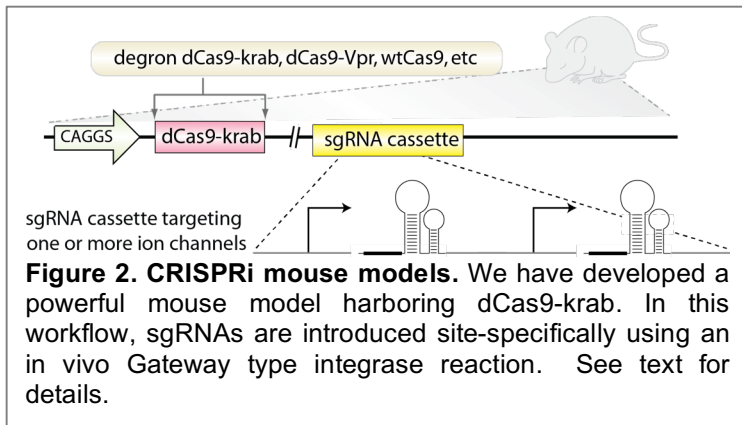 degron dCas9-krab, dCas9-Vpr, wtCas9, etc
CAGGS
dCas9-krab
//
sgRNA cassette
sgRNA cassette targeting
one or more ion channels
Figure 2. CRISPRi mouse models. We have developed a
powerful mouse model harboring dCas9-krab. In this
workflow, sgRNAs are introduced site-specifically using an
in vivo Gateway type integrase reaction. See text for
details.